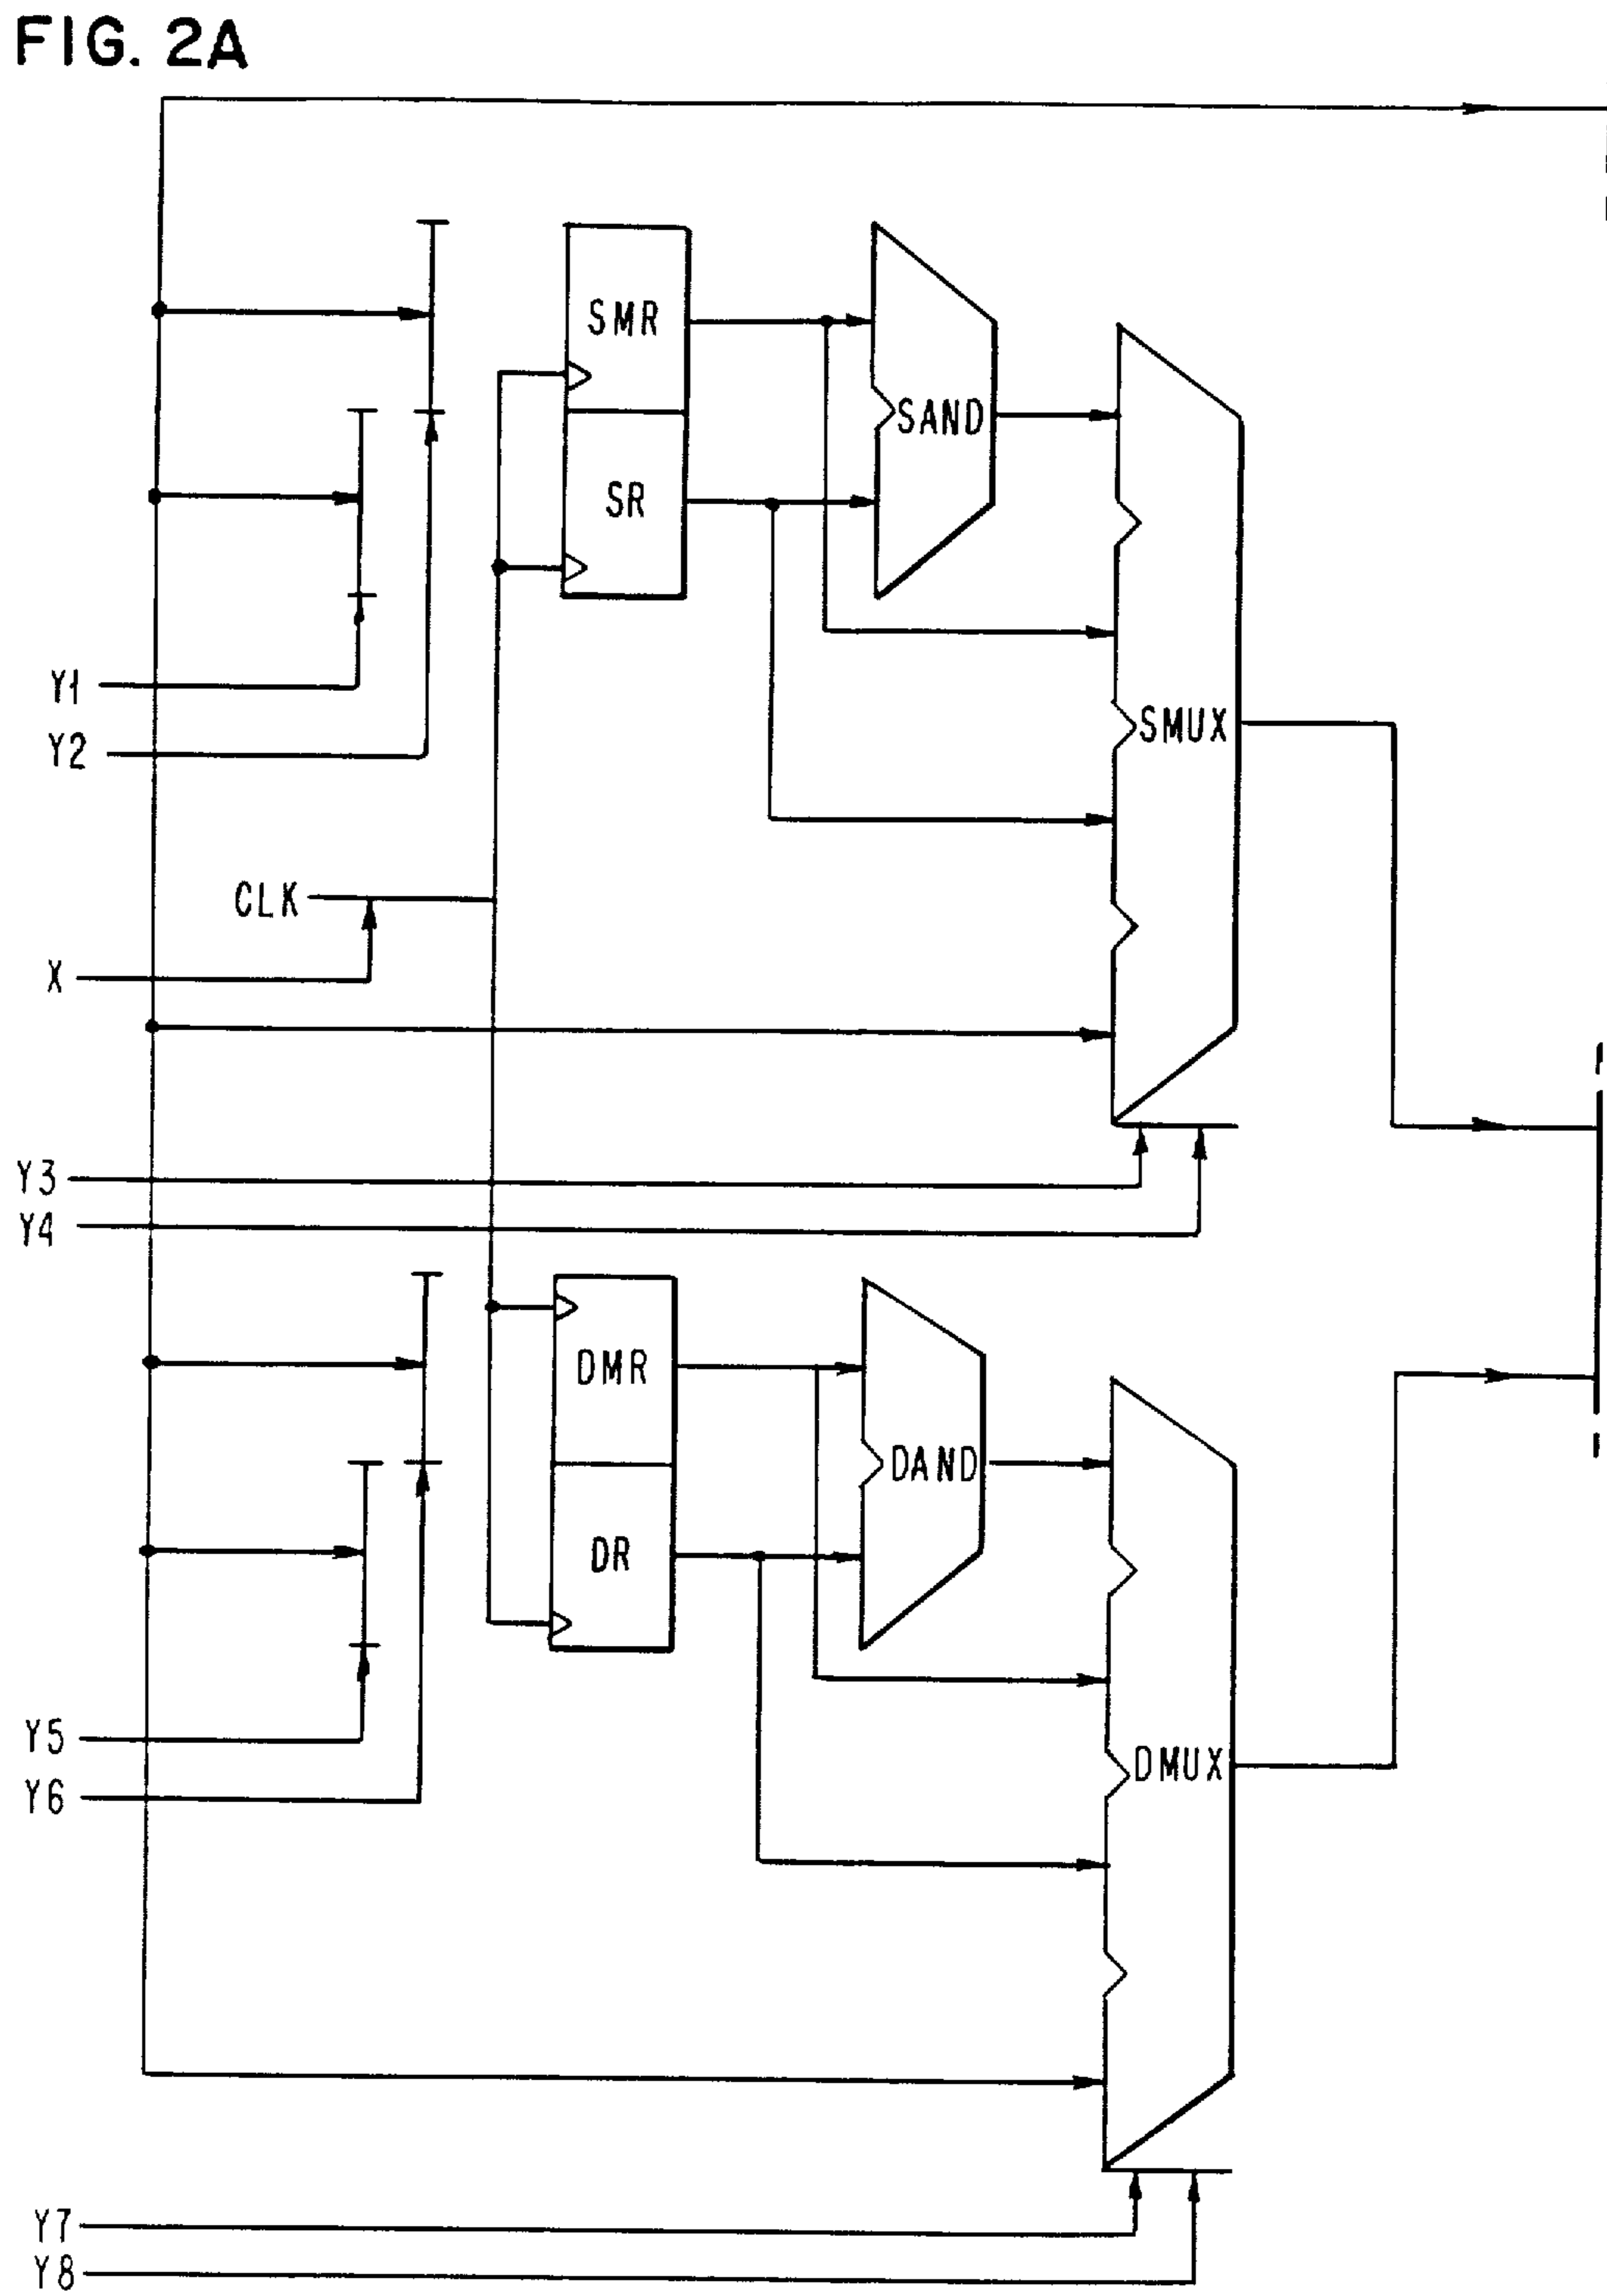 FIG. 2A
SMR
SAND
SR
Y1
Y2
SMUX
CLK
X
Y3
Y4
DMR
DAND
DR
Y5
Y6
DMUX
Y7
Y8